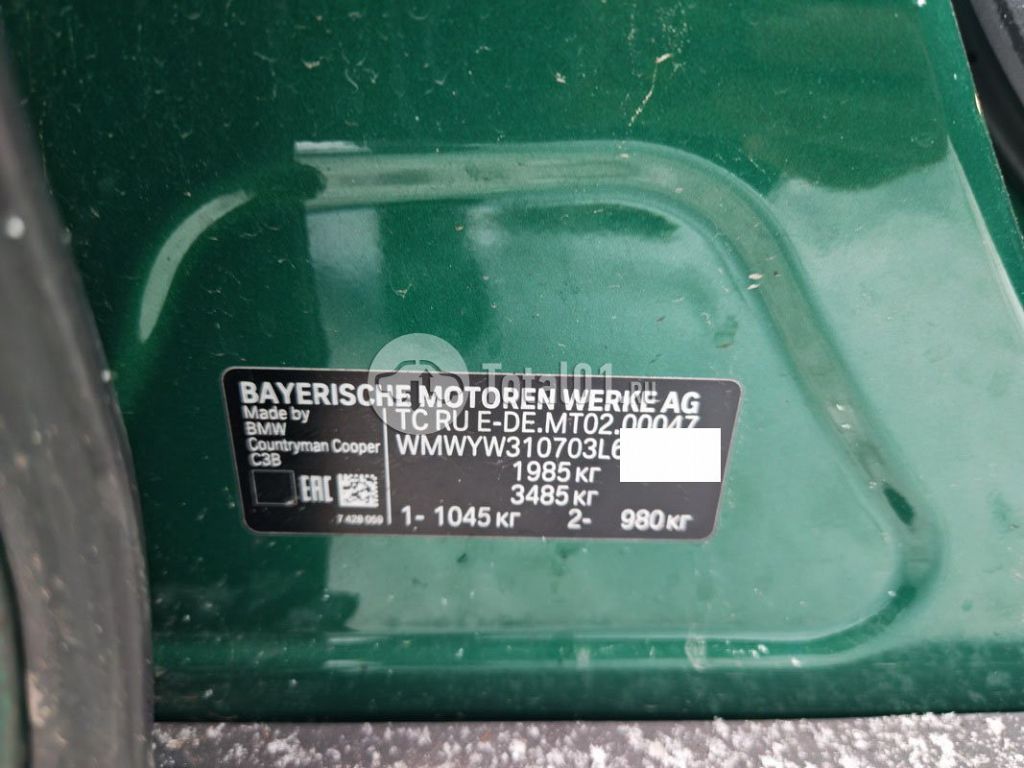 Total01.RU
BAYERISCHE MOTOREN WERKE AG
Made by
BMW
Countryman Cooper
C3B
TC RU E-DE.MT02.00047
WMWYW310703L6
1985 кг
3485 кг
1- 1045 кг 2- 980 кг
EAC
7 428 059